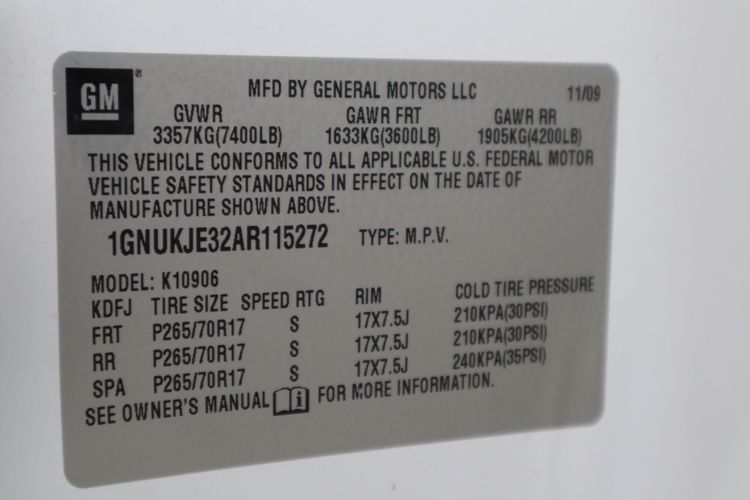 GM®
MFD BY GENERAL MOTORS LLC 11/09
GVWR GAWR FRT GAWR RR
3357KG(7400LB) 1633KG(3600LB) 1905KG(4200LB)
THIS VEHICLE CONFORMS TO ALL APPLICABLE U.S. FEDERAL MOTOR
VEHICLE SAFETY STANDARDS IN EFFECT ON THE DATE OF
MANUFACTURE SHOWN ABOVE.
1GNUKJE32AR115272 TYPE: M.P.V.
MODEL: K10906
KDFJ TIRE SIZE SPEED RTG RIM COLD TIRE PRESSURE
FRT P265/70R17 S 17X7.5J 210KPA(30PSI)
RR P265/70R17 S 17X7.5J 210KPA(30PSI)
SPA P265/70R17 S 17X7.5J 240KPA(35PSI)
SEE OWNER'S MANUAL i FOR MORE INFORMATION.